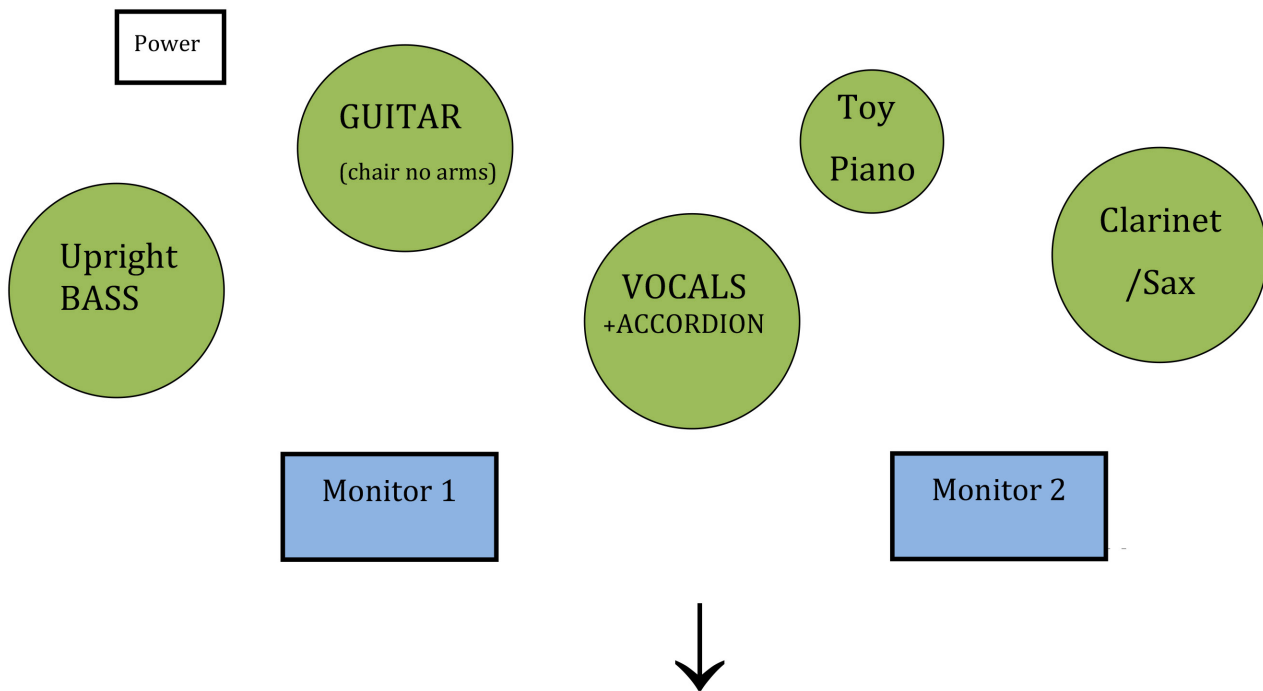 Power
GUITAR
(chair no arms)
Toy
Piano
Upright
BASS
VOCALS
+ACCORDION
Clarinet
/Sax
Monitor 1
Monitor 2